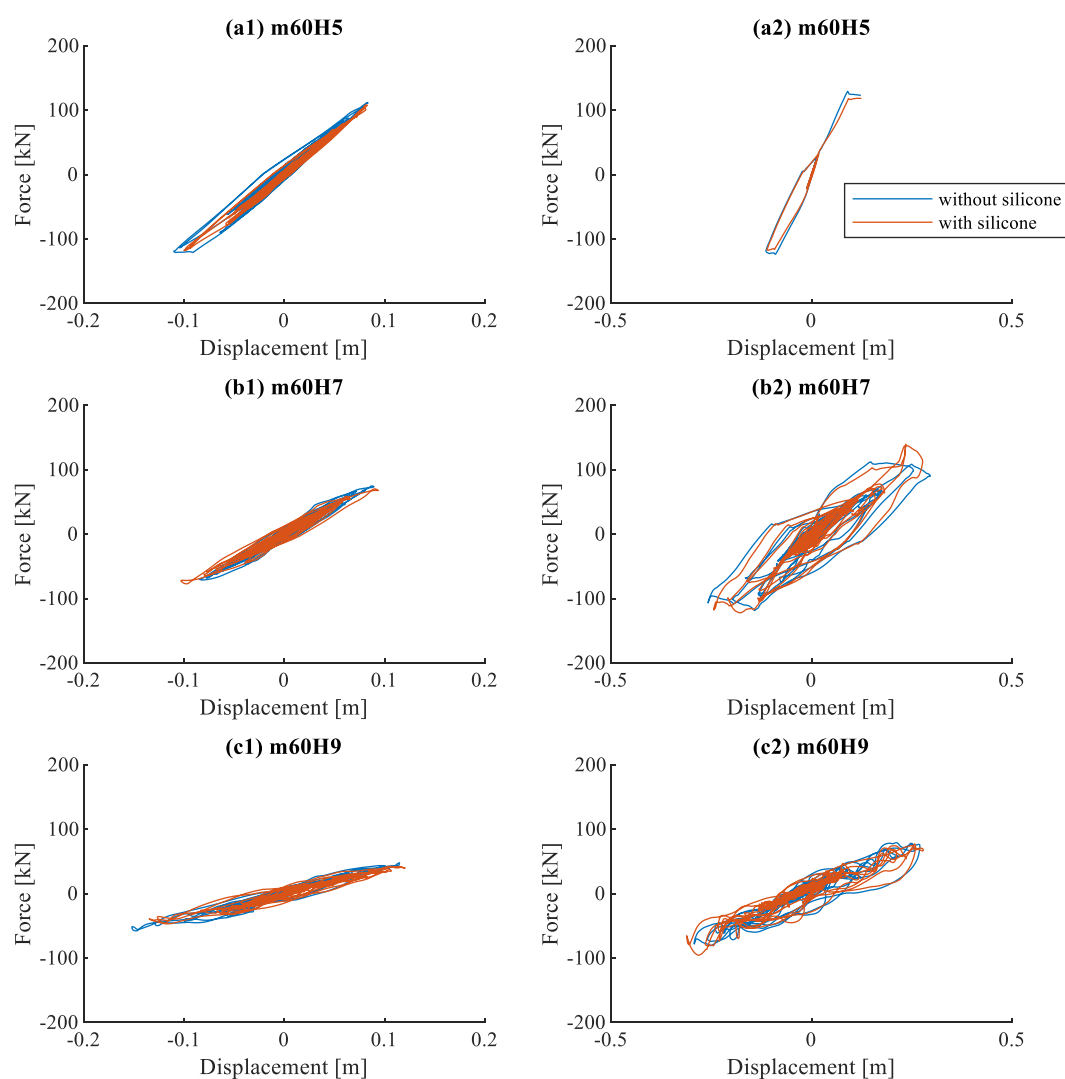 (a1) m60H5
200
100
0
-100
-200
Force [kN]
-0.2 -0.1 0 0.1 0.2
Displacement [m]
(a2) m60H5
200
100
0
-100
-200
Force [kN]
without silicone
with silicone
-0.5 0 0.5
Displacement [m]
(b1) m60H7
200
100
0
-100
-200
Force [kN]
-0.2 -0.1 0 0.1 0.2
Displacement [m]
(b2) m60H7
200
100
0
-100
-200
Force [kN]
-0.5 0 0.5
Displacement [m]
(c1) m60H9
200
100
0
-100
-200
Force [kN]
-0.2 -0.1 0 0.1 0.2
Displacement [m]
(c2) m60H9
200
100
0
-100
-200
Force [kN]
-0.5 0 0.5
Displacement [m]